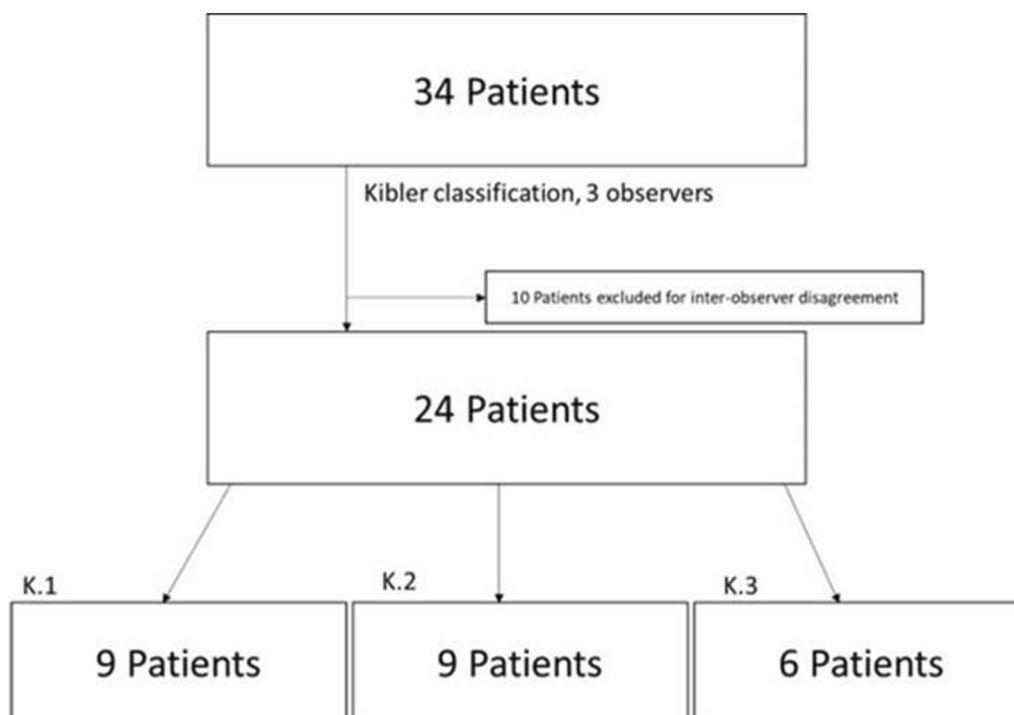 34 Patients
Kibler classification, 3 observers
10 Patients excluded for inter-observer disagreement
24 Patients
K.1
K.2
K.3
9 Patients
9 Patients
6 Patients